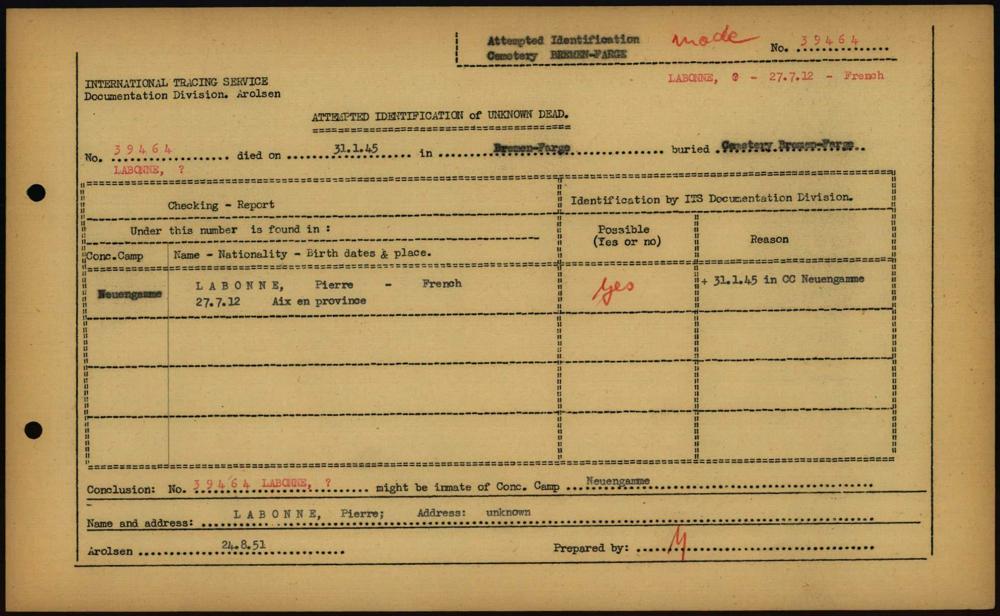 Attempted Identification made No. 39464
Cemetery BREMEN-FARGE
LABONNE, ? - 27.7.12 - French
INTERNATIONAL TRACING SERVICE
Documentation Division. Arolsen
ATTEMPTED IDENTIFICATION of UNKNOWN DEAD.
No. 39464 died on 31.1.45 in Bremen-Farge buried Cemetery Bremen-Farge
LABONNE, ?
Checking - Report
Identification by ITS Documentation Division.
Under this number is found in :
Possible
(Yes or no)
Reason
Conc.Camp Name - Nationality - Birth dates & place.
Neuengamme LABONNE, Pierre - French yes + 31.1.45 in CC Neuengamme
27.7.12 Aix en province
Conclusion: No. 39464 LABONNE, ? might be inmate of Conc. Camp Neuengamme
Name and address: LABONNE, Pierre; Address: unknown
Arolsen 24.8.51 Prepared by: